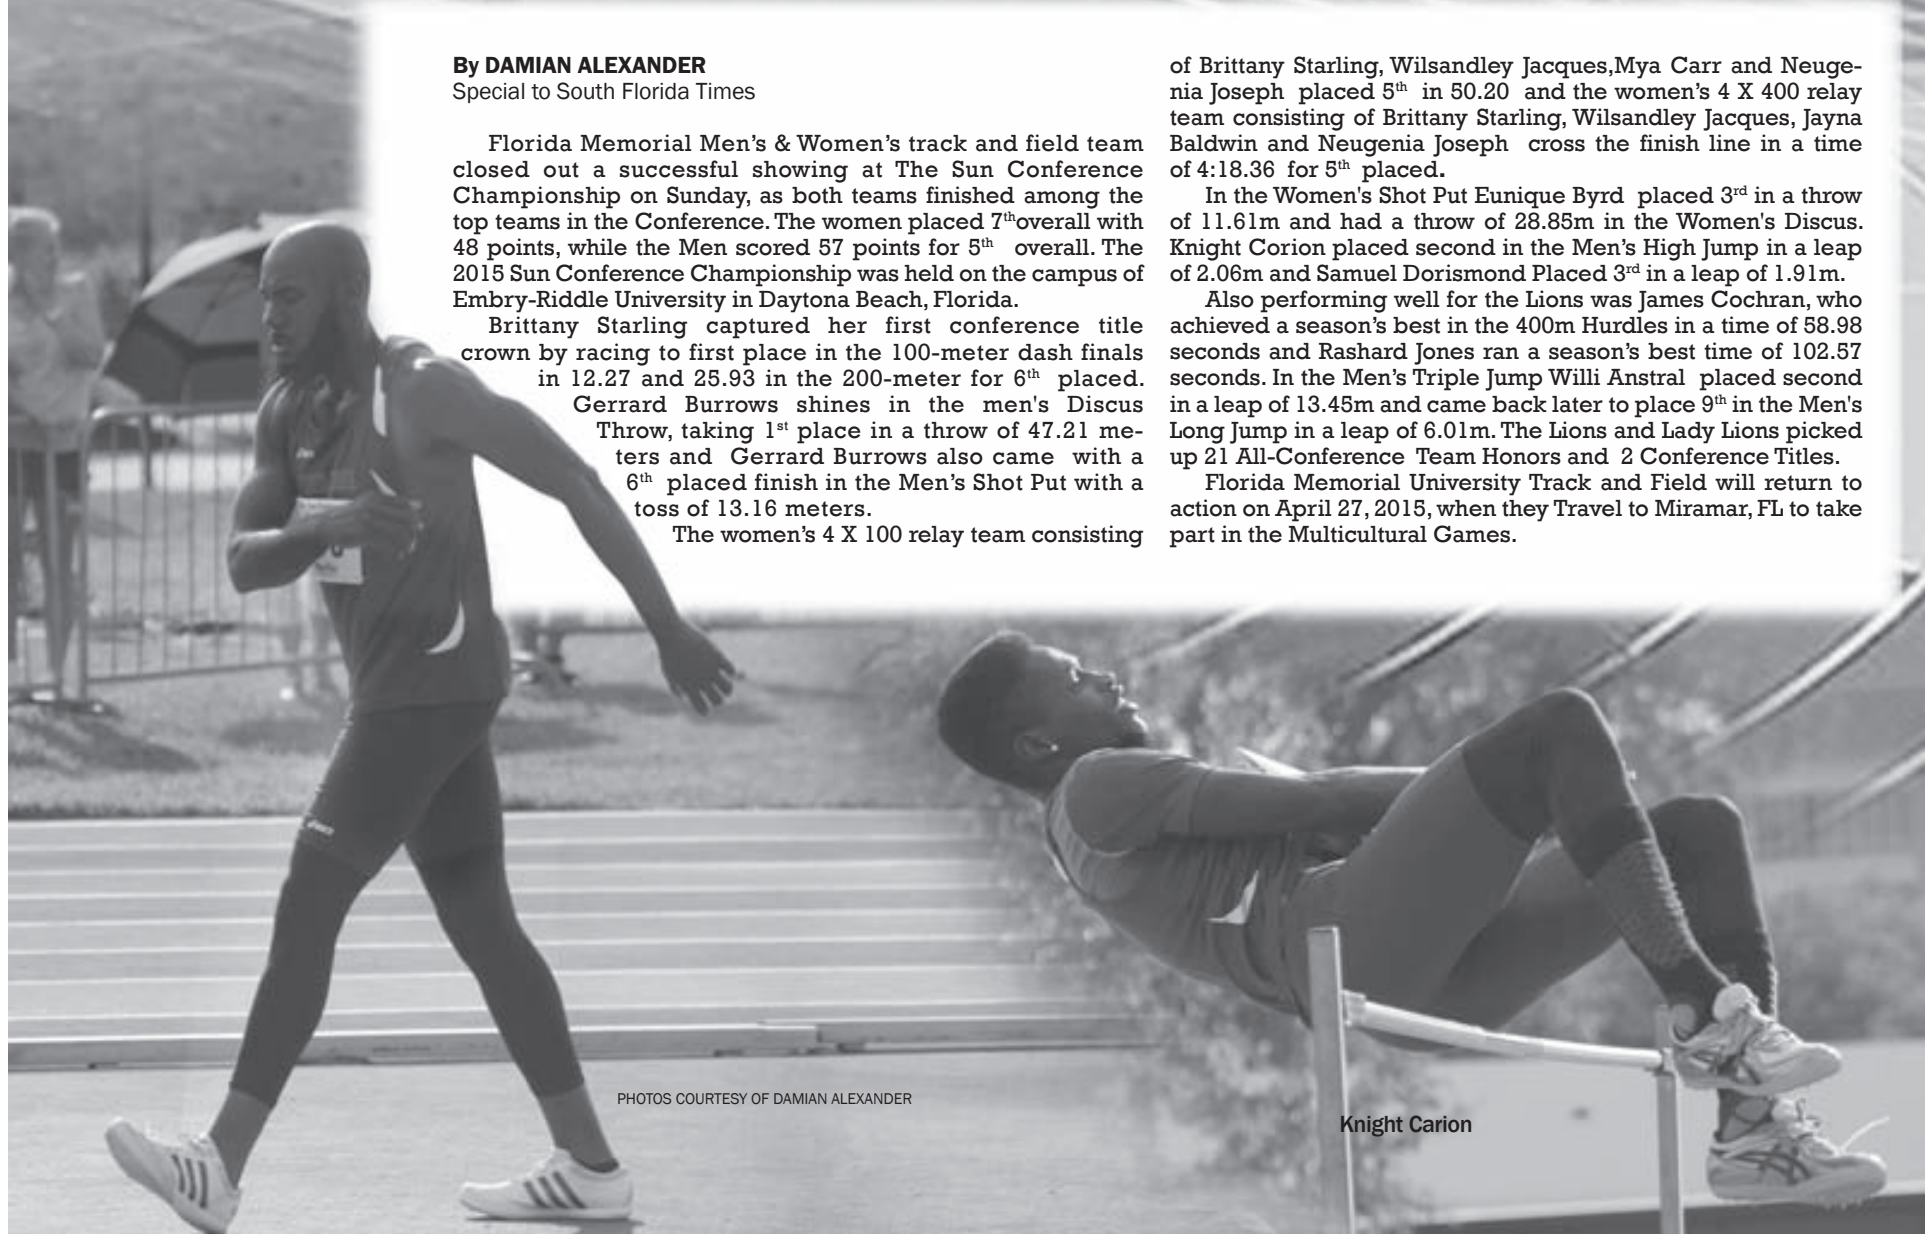 By DAMIAN ALEXANDER
Special to South Florida Times
Florida Memorial Men's & Women's track and field team
closed out a successful showing at The Sun Conference
Championship on Sunday, as both teams finished among the
top teams in the Conference. The women placed 7thoverall with
48 points, while the Men scored 57 points for 5th overall. The
2015 Sun Conference Championship was held on the campus of
Embry-Riddle University in Daytona Beach, Florida.
Brittany Starling captured her first conference title
crown by racing to first place in the 100-meter dash finals
in 12.27 and 25.93 in the 200-meter for 6th placed.
Gerrard Burrows shines in the men's Discus
Throw, taking 1st place in a throw of 47.21 me-
ters and Gerrard Burrows also came with a
6th placed finish in the Men's Shot Put with a
toss of 13.16 meters.
The women's 4 X 100 relay team consisting
of Brittany Starling, Wilsandley Jacques,Mya Carr and Neuge-
nia Joseph placed 5th in 50.20 and the women's 4 X 400 relay
team consisting of Brittany Starling, Wilsandley Jacques, Jayna
Baldwin and Neugenia Joseph cross the finish line in a time
of 4:18.36 for 5th placed.
In the Women's Shot Put Eunique Byrd placed 3rd in a throw
of 11.61m and had a throw of 28.85m in the Women's Discus.
Knight Corion placed second in the Men's High Jump in a leap
of 2.06m and Samuel Dorismond Placed 3rd in a leap of 1.91m.
Also performing well for the Lions was James Cochran, who
achieved a season's best in the 400m Hurdles in a time of 58.98
seconds and Rashard Jones ran a season's best time of 102.57
seconds. In the Men's Triple Jump Willi Anstral placed second
in a leap of 13.45m and came back later to place 9th in the Men's
Long Jump in a leap of 6.01m. The Lions and Lady Lions picked
up 21 All-Conference Team Honors and 2 Conference Titles.
Florida Memorial University Track and Field will return to
action on April 27, 2015, when they Travel to Miramar, FL to take
part in the Multicultural Games.
PHOTOS COURTESY OF DAMIAN ALEXANDER
Knight Carion